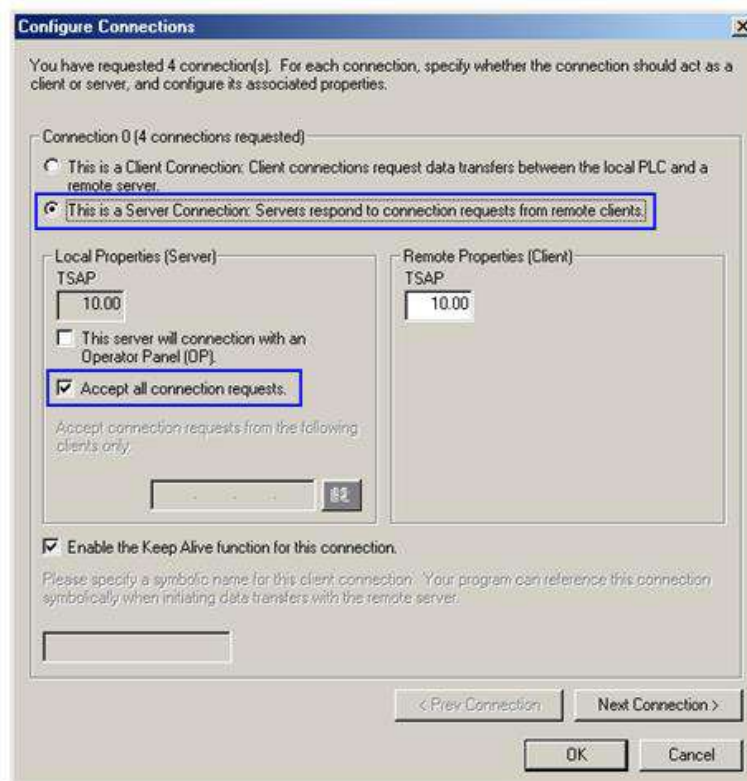 Configure Connections
You have requested 4 connection(s). For each connection, specify whether the connection should act as a
client or server, and configure its associated properties.
Connection 0 (4 connections requested)
This is a Client Connection: Client connections request data transfers between the local PLC and a
remote server.
This is a Server Connection: Servers respond to connection requests from remote clients.
Local Properties (Server)
TSAP
10.00
This server will connection with an
Operator Panel (OP).
Accept all connection requests.
Accept connection requests from the following
clients only:
Remote Properties (Client)
TSAP
10.00
Enable the Keep Alive function for this connection.
Please specify a symbolic name for this client connection. Your program can reference this connection
symbolically when initiating data transfers with the remote server.
< Prev Connection
Next Connection >
OK
Cancel